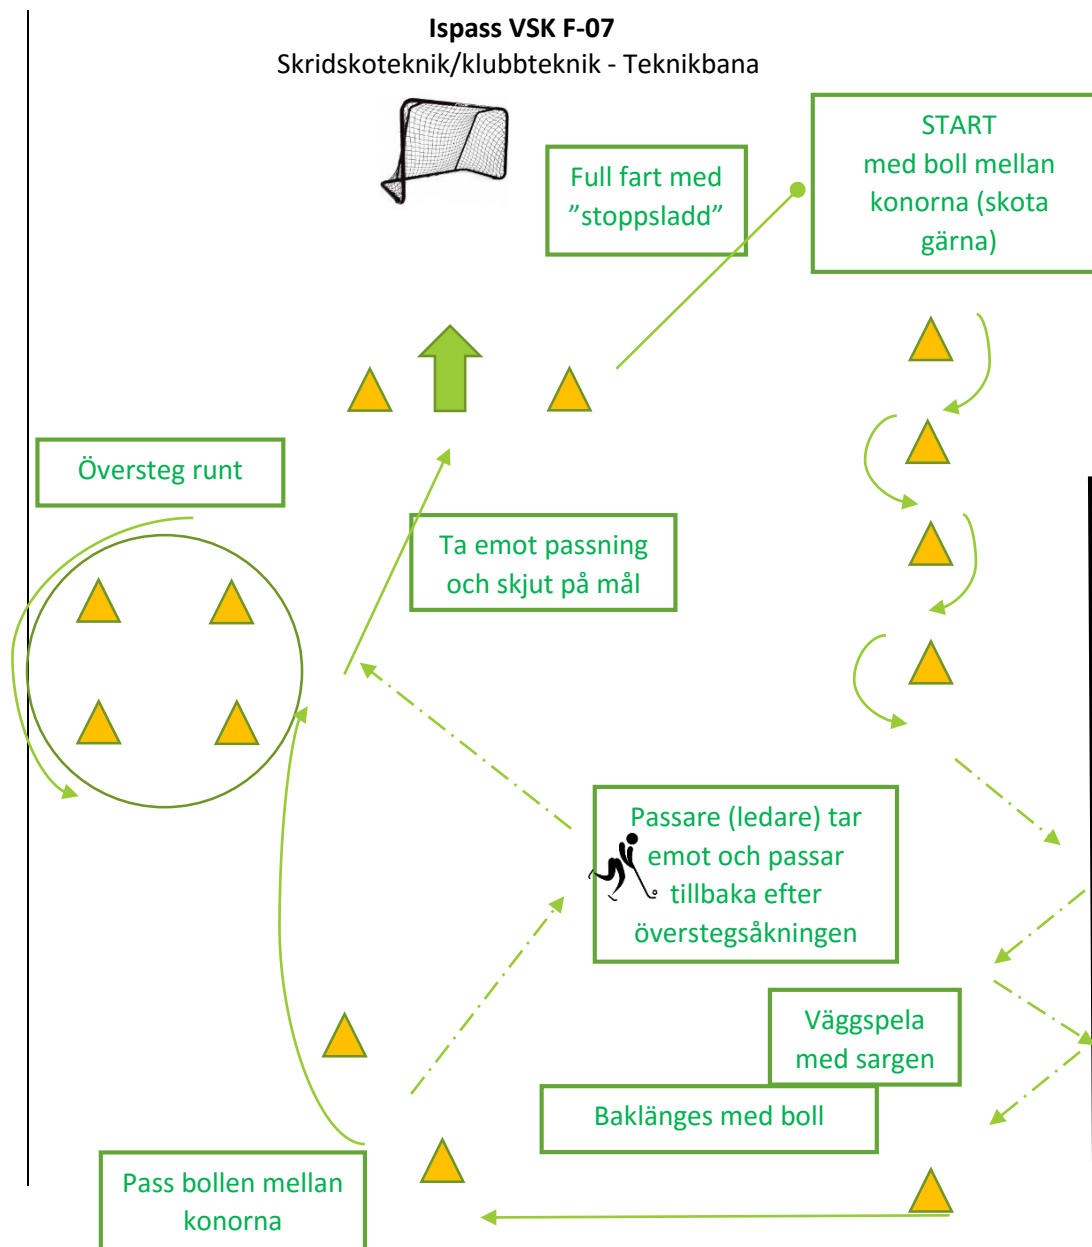 Ispass VSK F-07
Skridskoteknik/klubbteknik - Teknikbana
START
med boll mellan
konorna (skota
gärna)
Full fart med
”stoppsladd”
Översteg runt
Ta emot passning
och skjut på mål
Passare (ledare) tar
emot och passar
tillbaka efter
överstegsåkningen
Väggspela
med sargen
Baklänges med boll
Pass bollen mellan
konorna